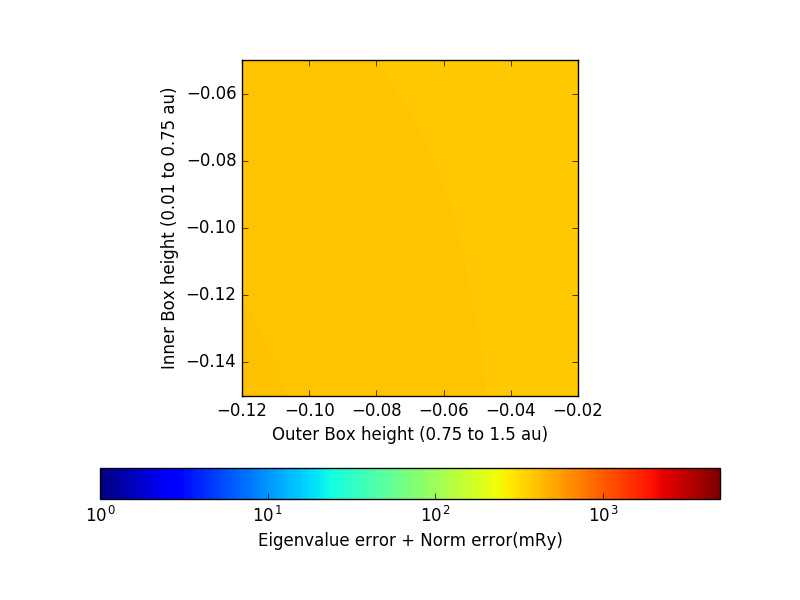 Inner Box height (0.01 to 0.75 au)
−0.06
−0.08
−0.10
−0.12
−0.14
−0.12 −0.10 −0.08 −0.06 −0.04 −0.02
Outer Box height (0.75 to 1.5 au)
10⁰ 10¹ 10² 10³
Eigenvalue error + Norm error(mRy)